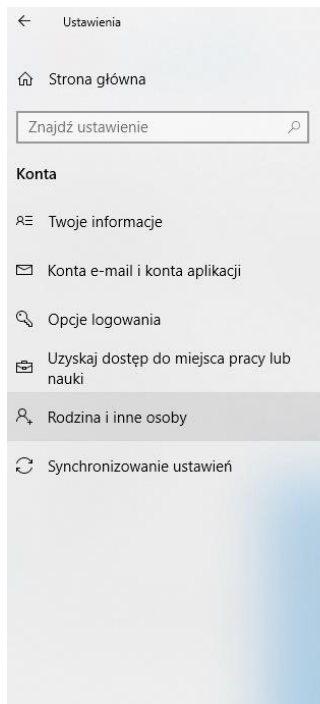 Ustawienia
Strona główna
Znajdź ustawienie
Konta
Twoje informacje
Konta e-mail i konta aplikacji
Opcje logowania
Uzyskaj dostęp do miejsca pracy lub
nauki
Rodzina i inne osoby
Synchronizowanie ustawień